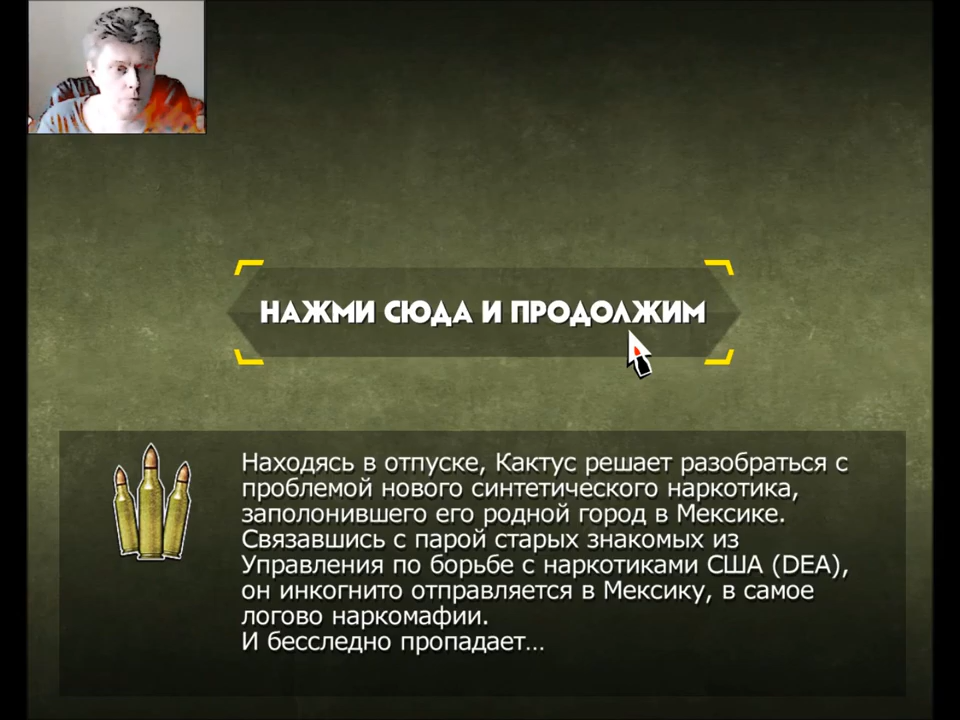 НАЖМИ СЮДА И ПРОДОЛЖИМ
Находясь в отпуске, Кактус решает разобраться с
проблемой нового синтетического наркотика,
заполонившего его родной город в Мексике.
Связавшись с парой старых знакомых из
Управления по борьбе с наркотиками США (DEA),
он инкогнито отправляется в Мексику, в самое
логово наркомафии.
И бесследно пропадает...